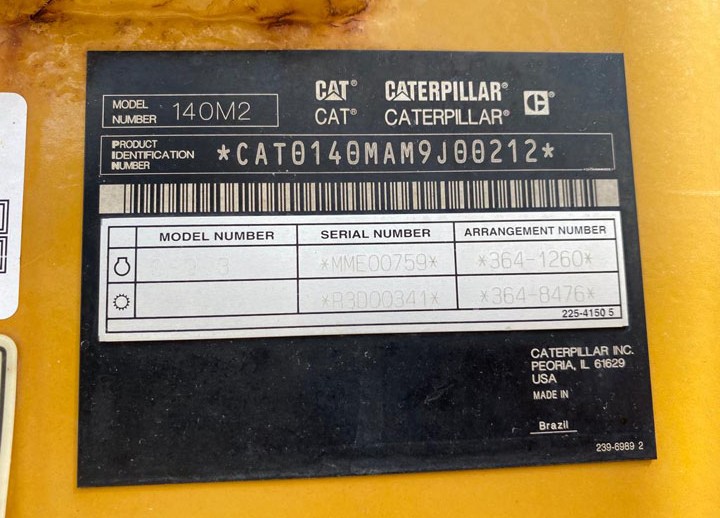 CAT® CATERPILLAR®
CAT® CATERPILLAR®
MODEL NUMBER 140M2
PRODUCT IDENTIFICATION NUMBER *CAT0140MAM9J00212*
MODEL NUMBER SERIAL NUMBER ARRANGEMENT NUMBER
*MME00759* *364-1260*
*R3D00341* *364-8476*
225-4150 5
CATERPILLAR INC.
PEORIA, IL 61629
USA
MADE IN
Brazil
239-6989 2